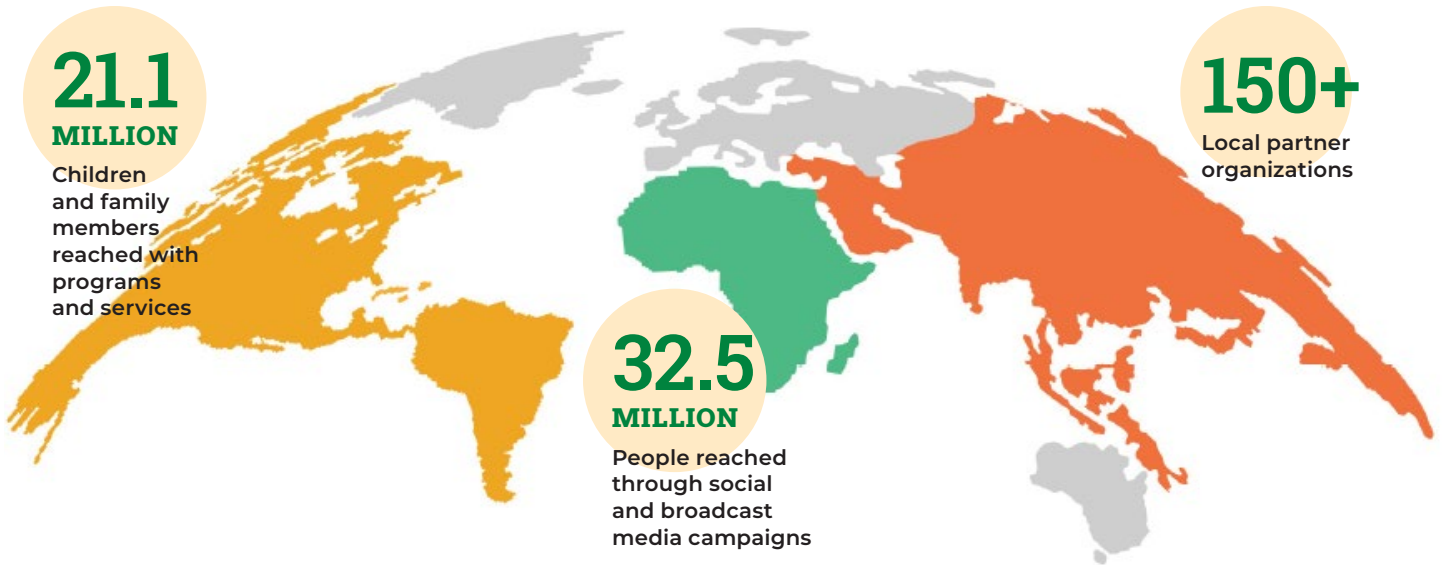 21.1
MILLION
Children
and family
members
reached with
programs
and services
32.5
MILLION
People reached
through social
and broadcast
media campaigns
150+
Local partner
organizations